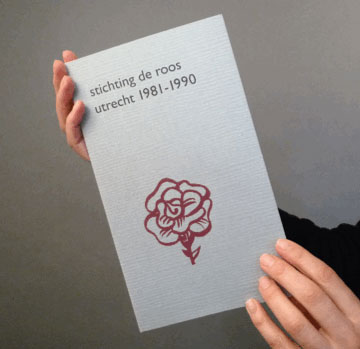 stichting de roos
utrecht 1981-1990